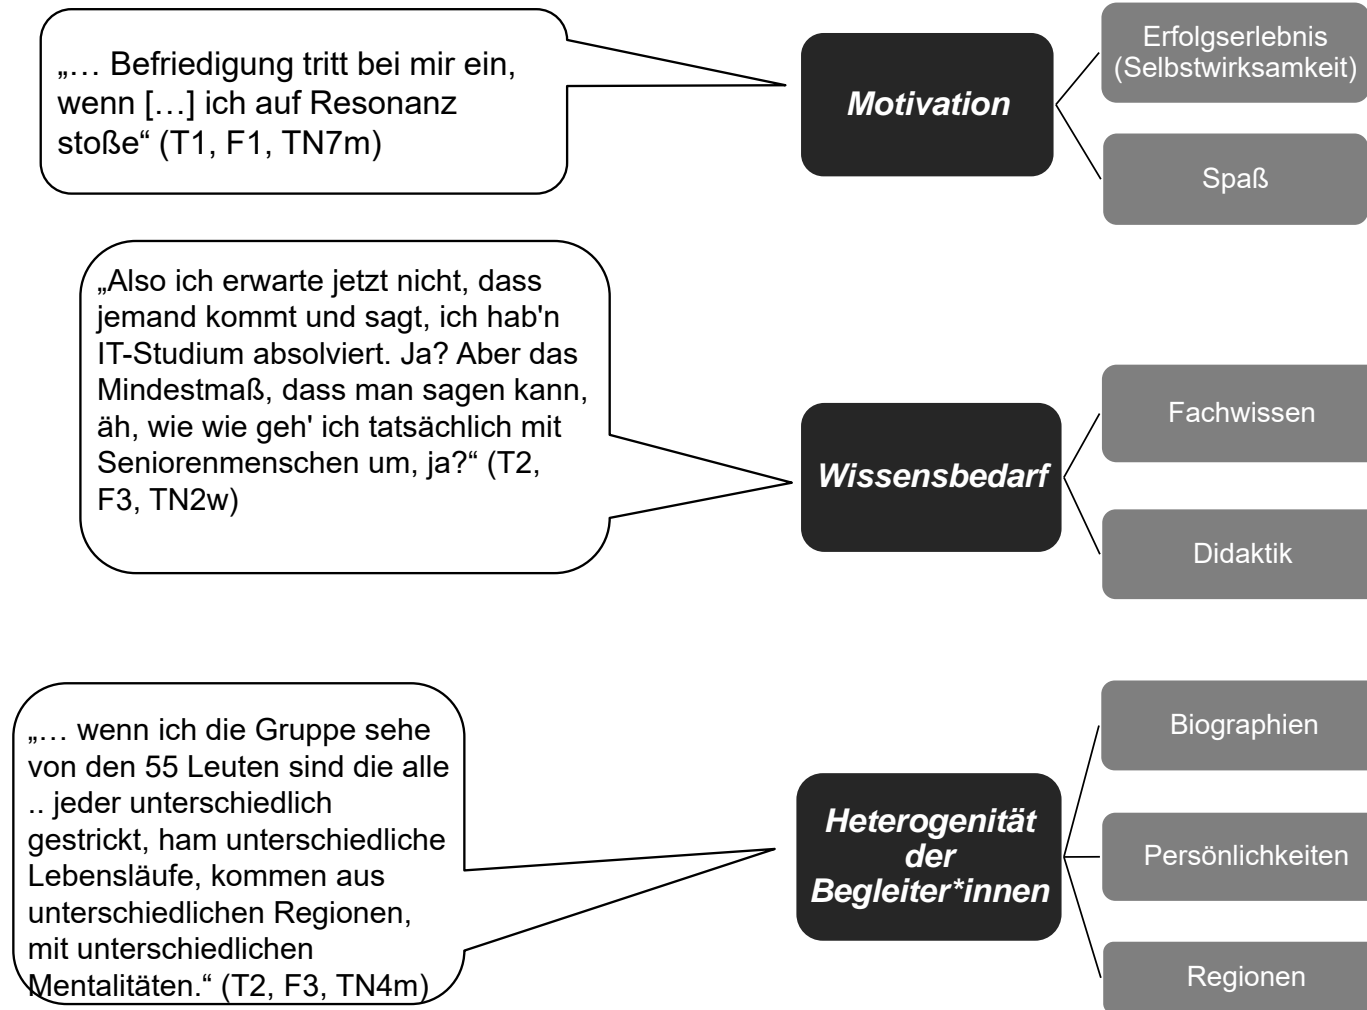 „… Befriedigung tritt bei mir ein,
wenn […] ich auf Resonanz
stoße“ (T1, F1, TN7m)
Motivation
Erfolgserlebnis
(Selbstwirksamkeit)
Spaß
„Also ich erwarte jetzt nicht, dass
jemand kommt und sagt, ich hab'n
IT-Studium absolviert. Ja? Aber das
Mindestmaß, dass man sagen kann,
äh, wie wie geh' ich tatsächlich mit
Seniorenmenschen um, ja?“ (T2,
F3, TN2w)
Wissensbedarf
Fachwissen
Didaktik
„… wenn ich die Gruppe sehe
von den 55 Leuten sind die alle
.. jeder unterschiedlich
gestrickt, ham unterschiedliche
Lebensläufe, kommen aus
unterschiedlichen Regionen,
mit unterschiedlichen
Mentalitäten.“ (T2, F3, TN4m)
Heterogenität
der
Begleiter*innen
Biographien
Persönlichkeiten
Regionen